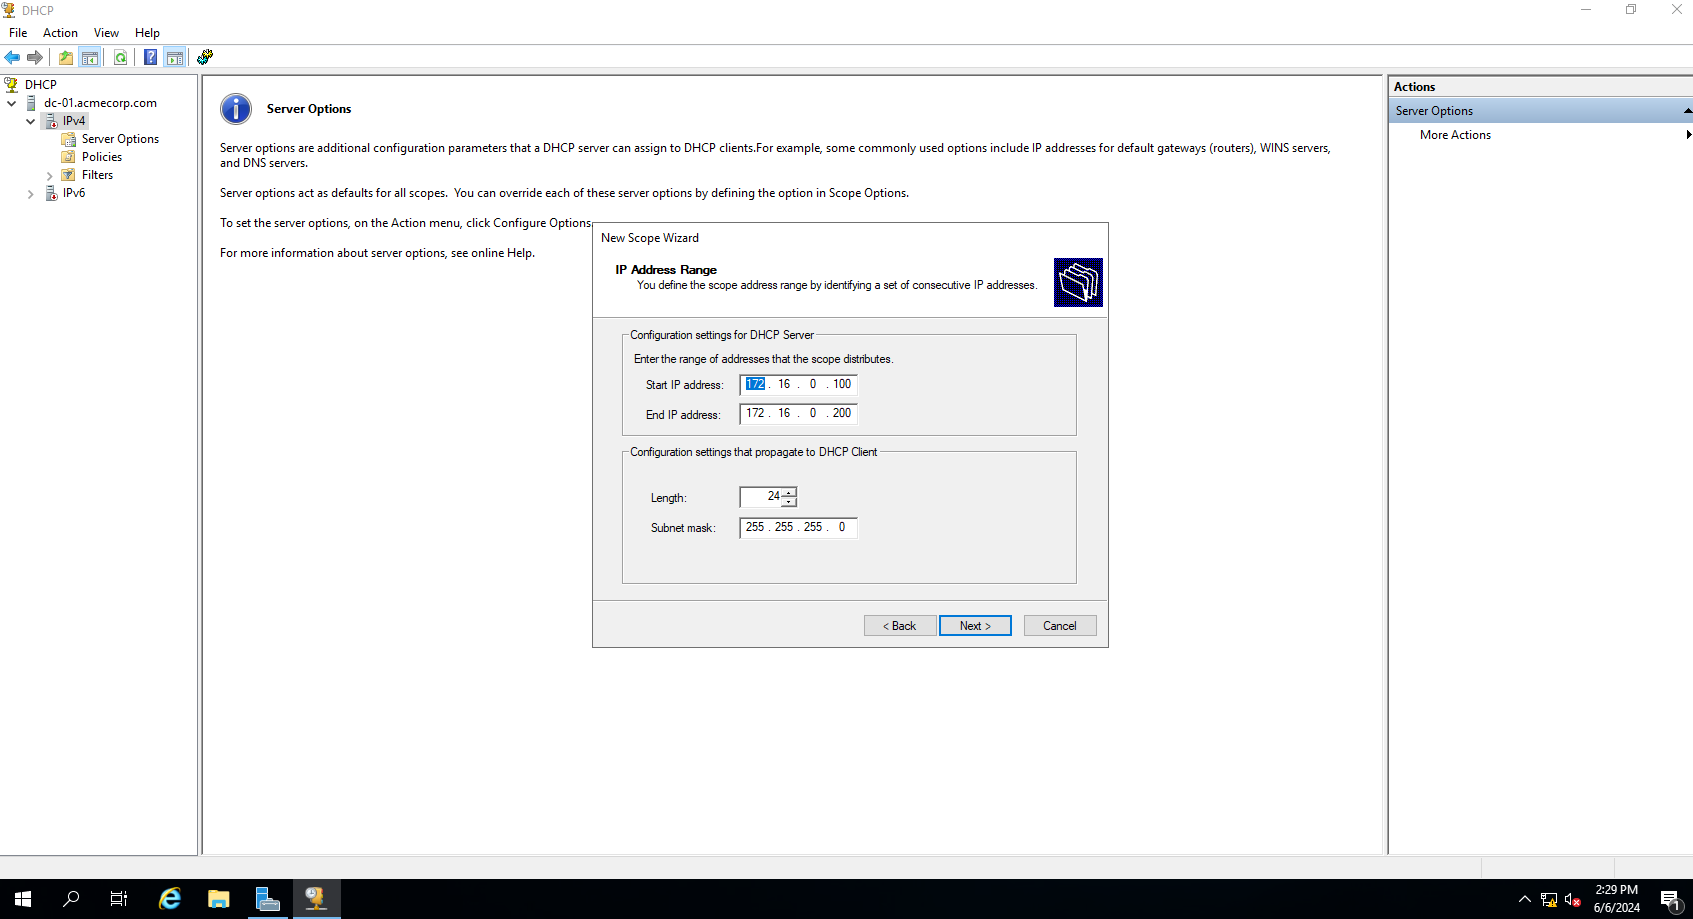 DHCP
File Action View Help
DHCP
dc-01.acmecorp.com
IPv4
Server Options
Policies
Filters
IPv6
Server Options
Server options are additional configuration parameters that a DHCP server can assign to DHCP clients.For example, some commonly used options include IP addresses for default gateways (routers), WINS servers,
and DNS servers.
Server options act as defaults for all scopes. You can override each of these server options by defining the option in Scope Options.
To set the server options, on the Action menu, click Configure Options.
For more information about server options, see online Help.
New Scope Wizard
IP Address Range
You define the scope address range by identifying a set of consecutive IP addresses.
Configuration settings for DHCP Server
Enter the range of addresses that the scope distributes.
Start IP address: 172 . 16 . 0 . 100
End IP address: 172 . 16 . 0 . 200
Configuration settings that propagate to DHCP Client
Length: 24
Subnet mask: 255 . 255 . 255 . 0
< Back Next > Cancel
Actions
Server Options
More Actions
2:29 PM
6/6/2024
1